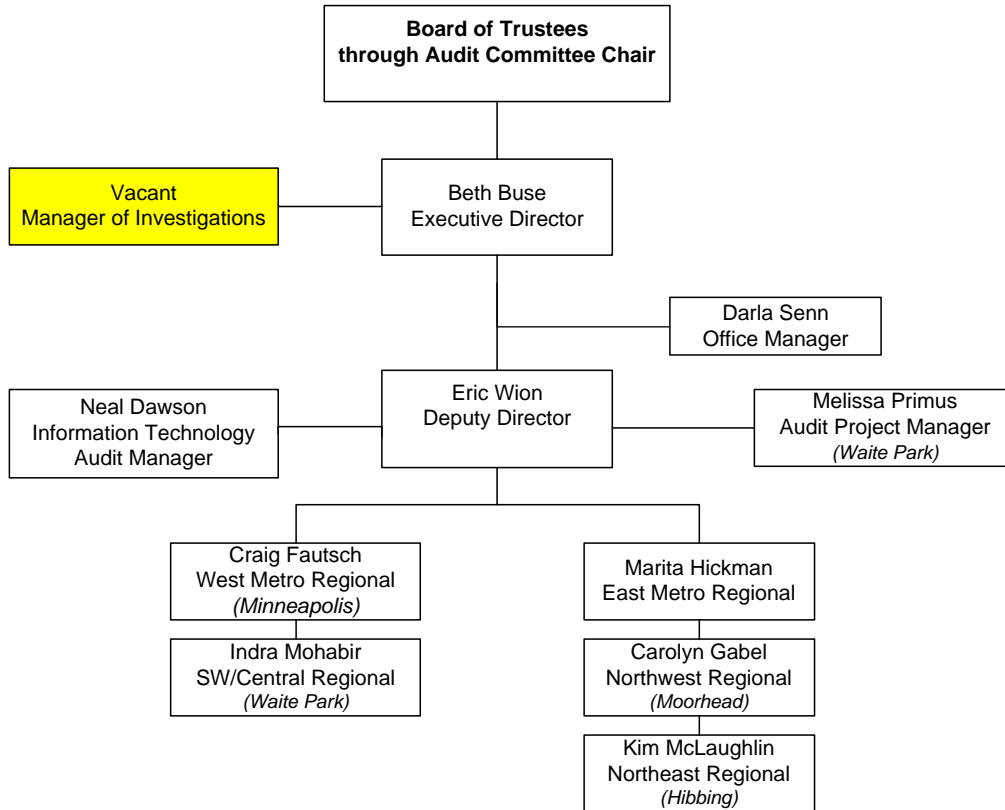 Board of Trustees
through Audit Committee Chair
Vacant
Manager of Investigations
Beth Buse
Executive Director
Darla Senn
Office Manager
Neal Dawson
Information Technology
Audit Manager
Eric Wion
Deputy Director
Melissa Primus
Audit Project Manager
(Waite Park)
Craig Fautsch
West Metro Regional
(Minneapolis)
Marita Hickman
East Metro Regional
Indra Mohabir
SW/Central Regional
(Waite Park)
Carolyn Gabel
Northwest Regional
(Moorhead)
Kim McLaughlin
Northeast Regional
(Hibbing)